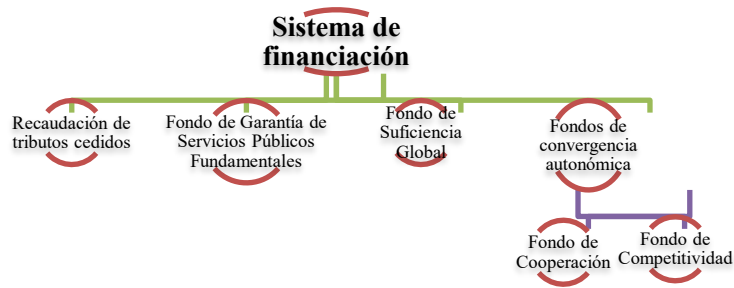 Sistema de
financiación
Recaudación de
tributos cedidos
Fondo de Garantía de
Servicios Públicos
Fundamentales
Fondo de
Suficiencia
Global
Fondos de
convergencia
autonómica
Fondo de
Cooperación
Fondo de
Competitividad